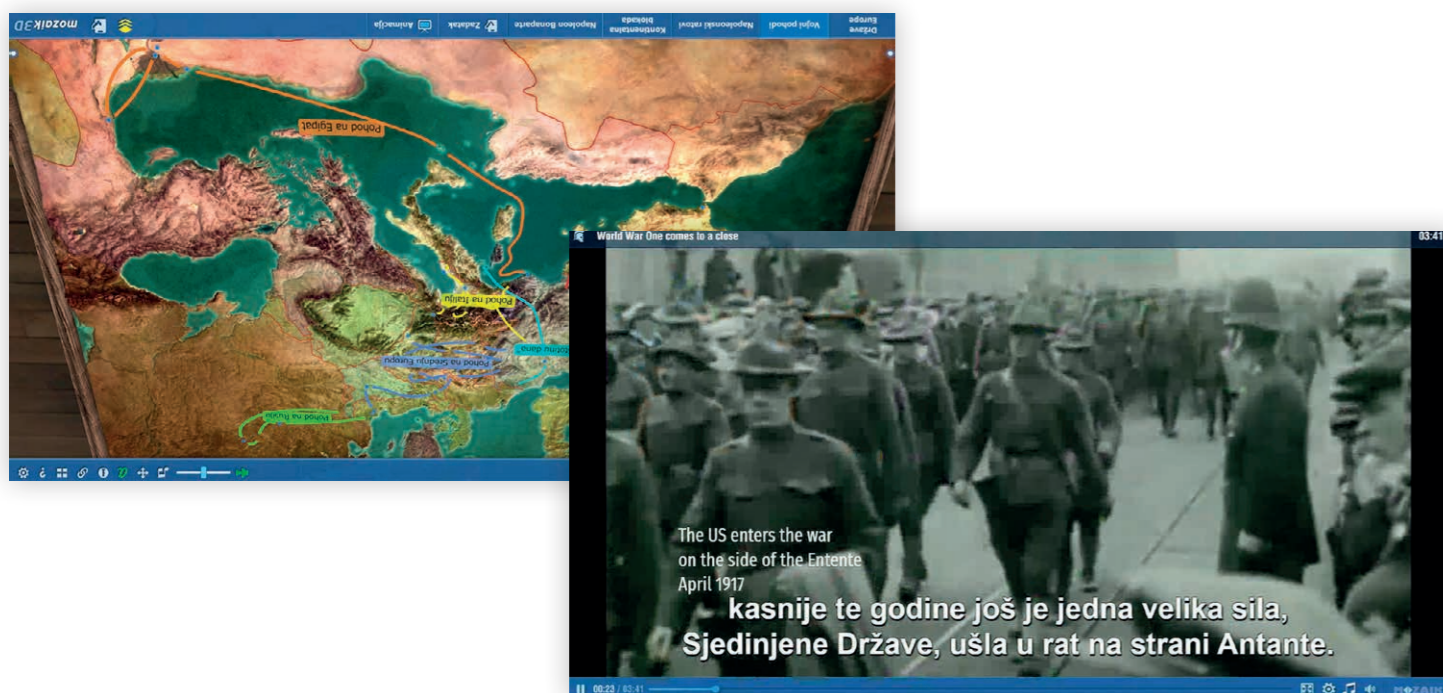 Države
Europe
Vojni pohodi
Napoleonski ratovi
Kontinentalna
blokada
Napoleon Bonaparte
Zadatak
Animacija
mozaik3D
Pohod na Egipat
Pohod na Italiju
dana
Pohod na Srednju Europu
Pohod na Rusiju
World War One comes to a close
03:41
The US enters the war
on the side of the Entente
April 1917
kasnije te godine još je jedna velika sila,
Sjedinjene Države, ušla u rat na strani Antante.
00:23 / 03:41
MOZAIK